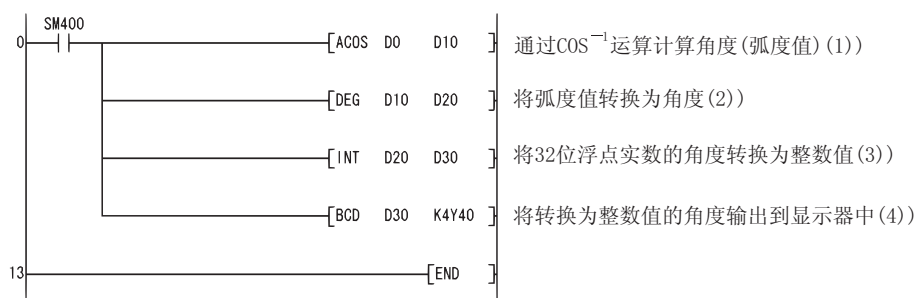 SM400
0 [ACOS D0 D10 ] 通过COS⁻¹运算计算角度(弧度值)(1))
[DEG D10 D20 ] 将弧度值转换为角度(2))
[INT D20 D30 ] 将32位浮点实数的角度转换为整数值(3))
[BCD D30 K4Y40 ] 将转换为整数值的角度输出到显示器中(4))
13 [END ]